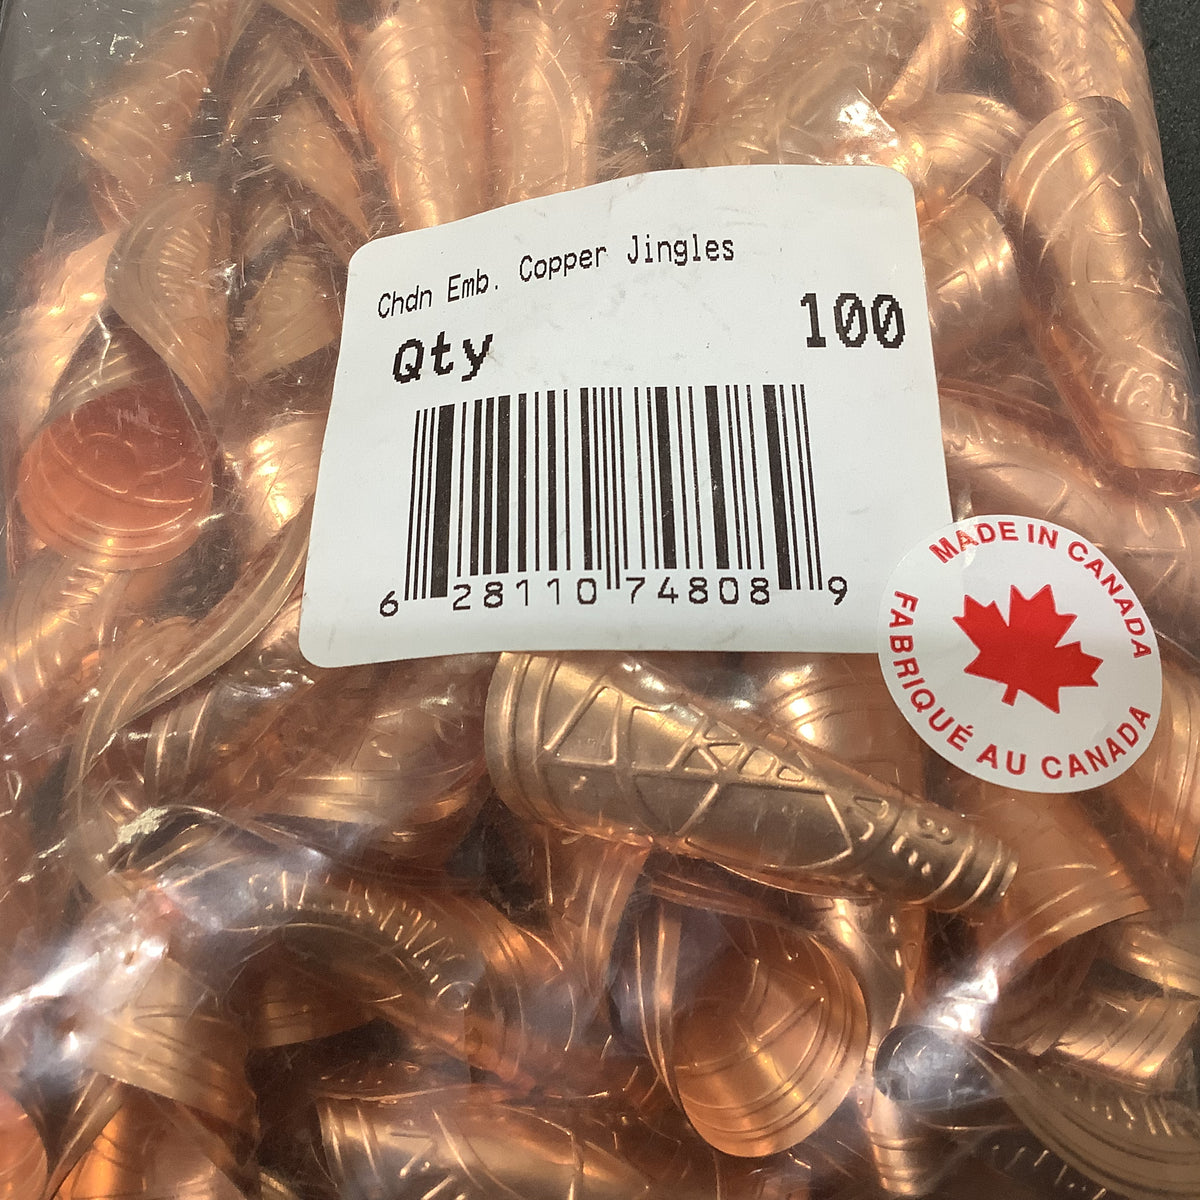 Chdn Emb. Copper Jingles
Qty 100
6 28110 74808 9
MADE IN CANADA
FABRIQUÉ AU CANADA